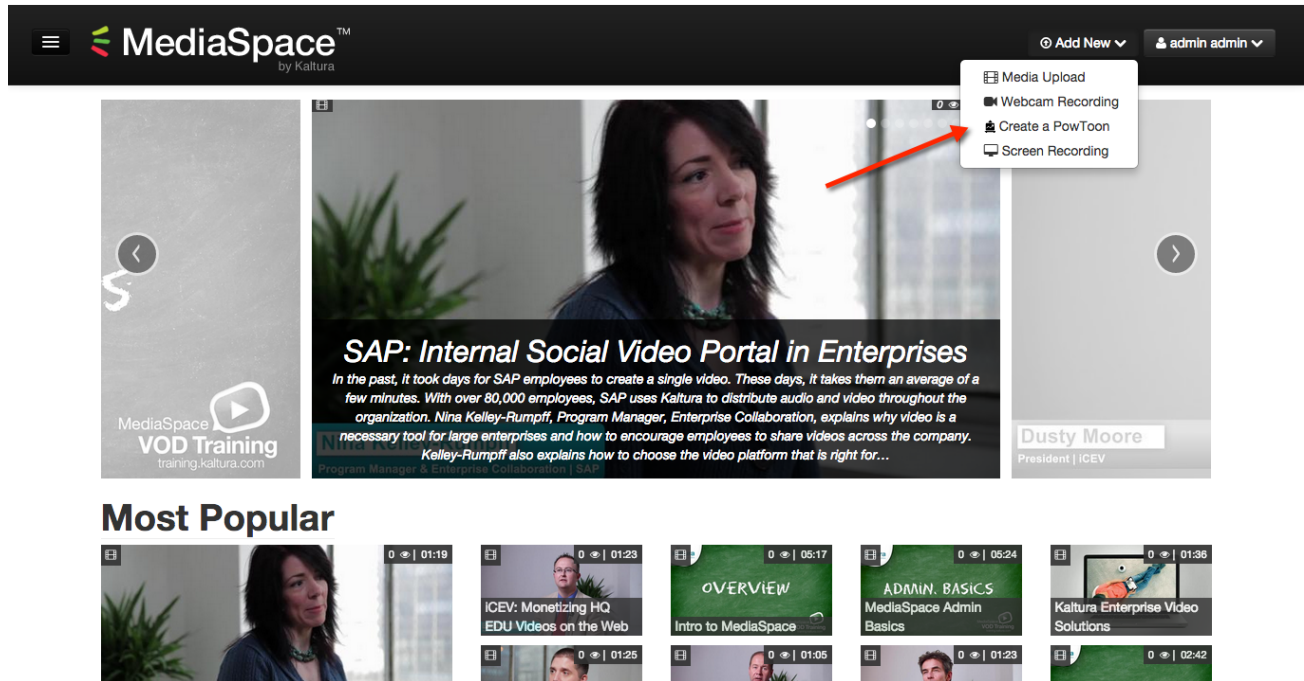 MediaSpace™
by Kaltura
Add New
admin admin
Media Upload
Webcam Recording
Create a PowToon
Screen Recording
0
s
MediaSpace
VOD Training
training.kaltura.com
SAP: Internal Social Video Portal in Enterprises
In the past, it took days for SAP employees to create a single video. These days, it takes them an average of a
few minutes. With over 80,000 employees, SAP uses Kaltura to distribute audio and video throughout the
organization. Nina Kelley-Rumpff, Program Manager, Enterprise Collaboration, explains why video is a
necessary tool for large enterprises and how to encourage employees to share videos across the company.
Kelley-Rumpff also explains how to choose the video platform that is right for…
Nina Kelley-Rumpff
Program Manager & Enterprise Collaboration | SAP
Dusty Moore
President | iCEV
Most Popular
0 | 01:19
0 | 01:23
iCEV: Monetizing HQ
EDU Videos on the Web
0 | 05:17
OVERVIEW
Intro to MediaSpace
0 | 05:24
ADMIN. BASICS
MediaSpace Admin
Basics
0 | 01:36
Kaltura Enterprise Video
Solutions
0 | 01:25
0 | 01:05
0 | 01:23
0 | 02:42